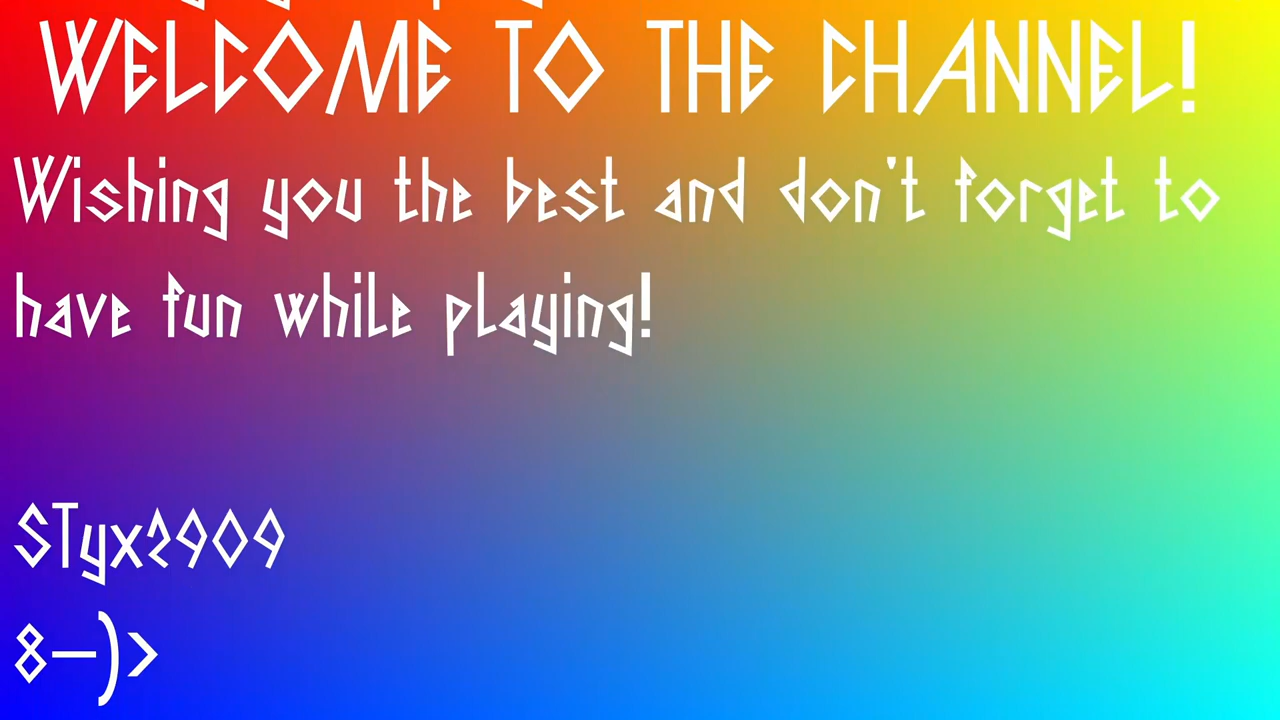 WELCOME TO THE CHANNEL!
Wishing you the best and don't forget to
have fun while playing!
STyx2909
8-)>